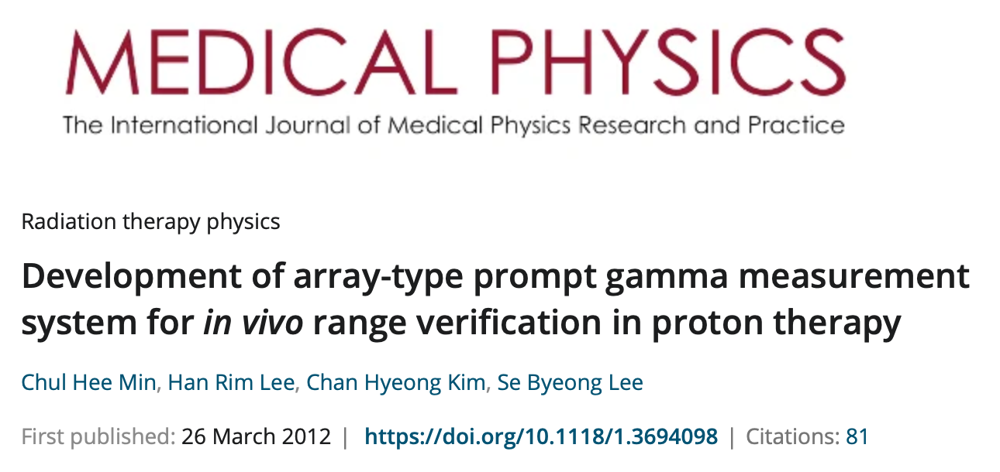 MEDICAL PHYSICS
The International Journal of Medical Physics Research and Practice
Radiation therapy physics
Development of array-type prompt gamma measurement
system for in vivo range verification in proton therapy
Chul Hee Min, Han Rim Lee, Chan Hyeong Kim, Se Byeong Lee
First published: 26 March 2012 | https://doi.org/10.1118/1.3694098 | Citations: 81